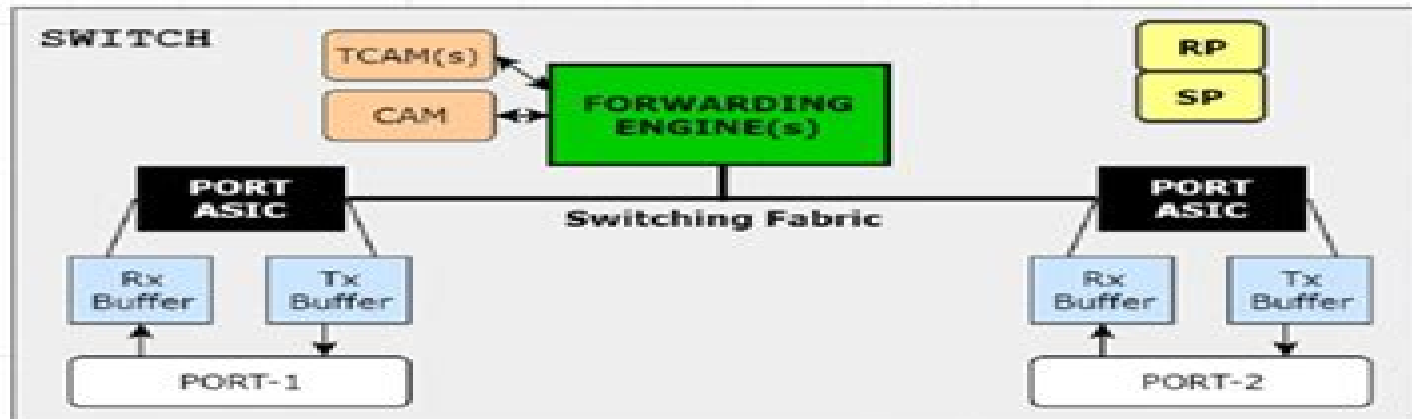 SWITCH
TCAM(s)
CAM
FORWARDING
ENGINE(s)
RP
SP
PORT
ASIC
Switching Fabric
PORT
ASIC
Rx
Buffer
Tx
Buffer
Rx
Buffer
Tx
Buffer
PORT-1
PORT-2